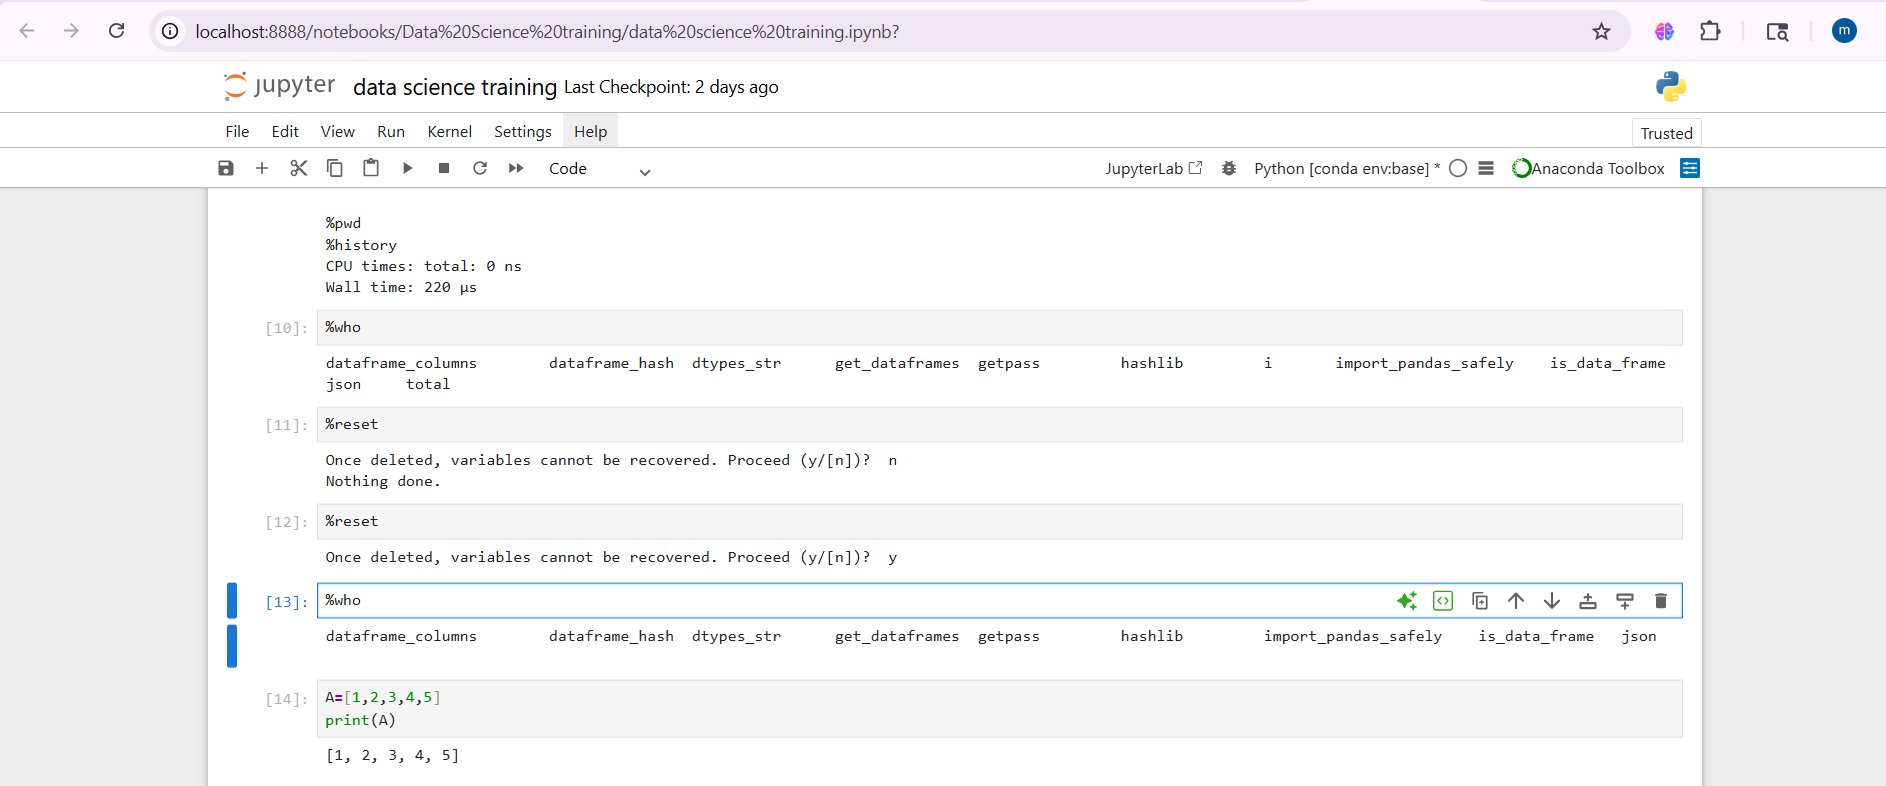 localhost:8888/notebooks/Data%20Science%20training/data%20science%20training.ipynb?
m
jupyter data science training Last Checkpoint: 2 days ago
File Edit View Run Kernel Settings Help
Trusted
Code
JupyterLab Python [conda env:base] * Anaconda Toolbox
%pwd
%history
CPU times: total: 0 ns
Wall time: 220 µs
[10]: %who
dataframe_columns dataframe_hash dtypes_str get_dataframes getpass hashlib i import_pandas_safely is_data_frame
json total
[11]: %reset
Once deleted, variables cannot be recovered. Proceed (y/[n])? n
Nothing done.
[12]: %reset
Once deleted, variables cannot be recovered. Proceed (y/[n])? y
[13]: %who
dataframe_columns dataframe_hash dtypes_str get_dataframes getpass hashlib import_pandas_safely is_data_frame json
[14]: A=[1,2,3,4,5]
print(A)
[1, 2, 3, 4, 5]